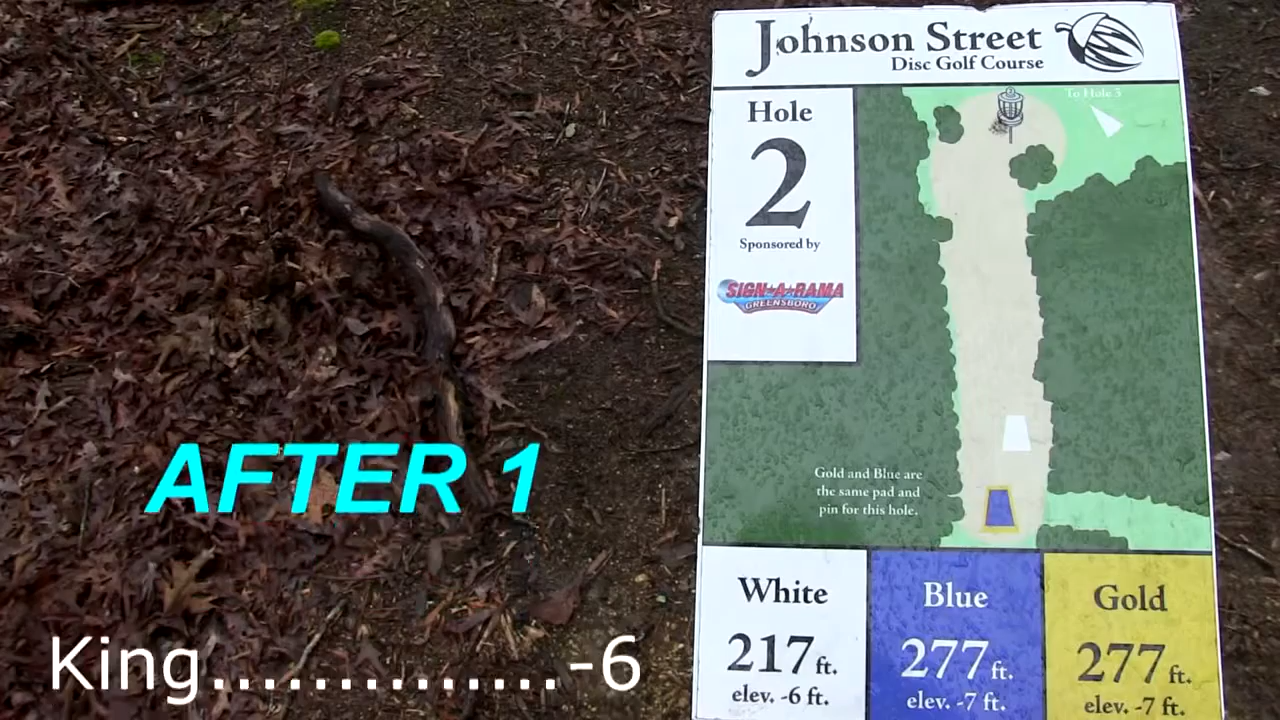 Johnson Street
Disc Golf Course
To Hole 3
Hole
2
Sponsored by
SIGN★A★RAMA
GREENSBORO
Gold and Blue are
the same pad and
pin for this hole.
White
217 ft.
elev. -6 ft.
Blue
277 ft.
elev. -7 ft.
Gold
277 ft.
elev. -7 ft.
AFTER 1
King..............-6